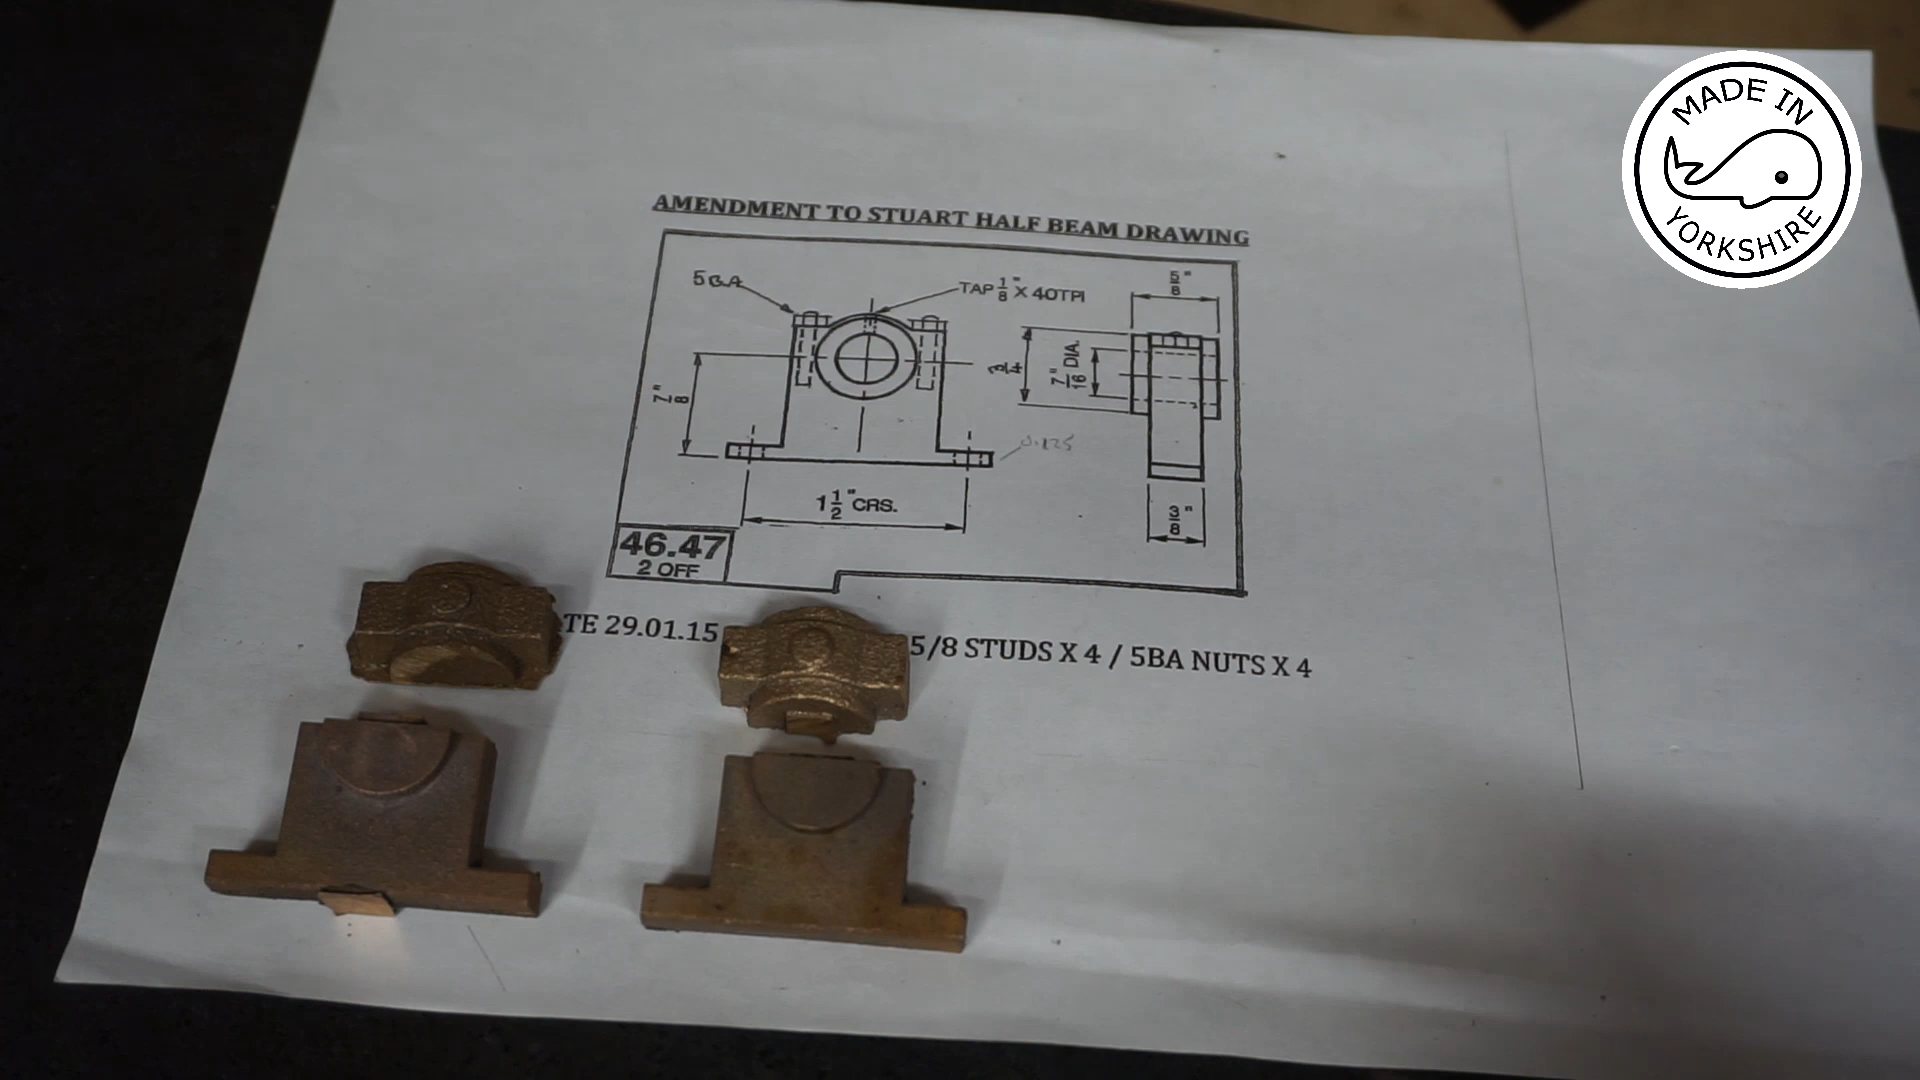 MADE IN
YORKSHIRE
AMENDMENT TO STUART HALF BEAM DRAWING
5BA
TAP 1/8" X 40TPI
5/8"
7/8"
3/4
7/16" DIA.
0.125
1 1/2" CRS.
3/8"
46.47
2 OFF
TE 29.01.15 5/8 STUDS X 4 / 5BA NUTS X 4